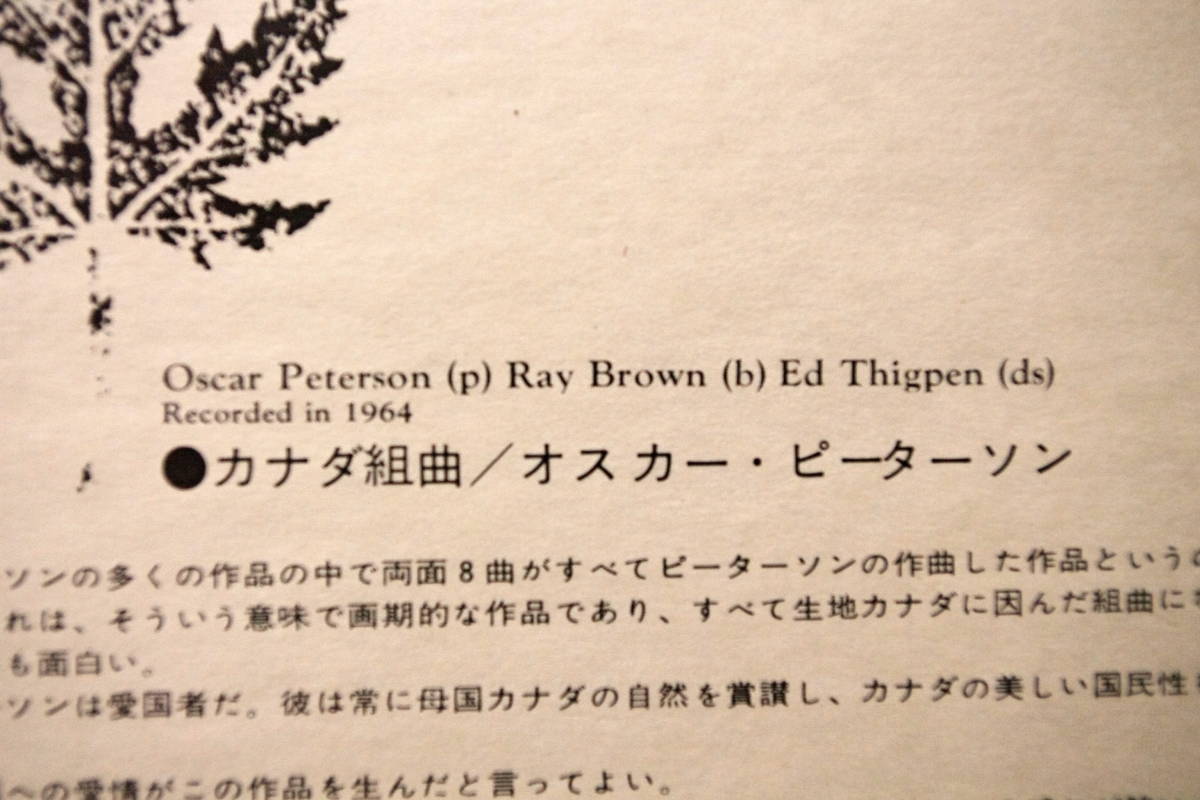 Oscar Peterson (p) Ray Brown (b) Ed Thigpen (ds)
Recorded in 1964
●カナダ組曲／オスカー・ピーターソン
ソンの多くの作品の中で両面8曲がすべてピーターソンの作曲した作品という
れは、そういう意味で画期的な作品であり、すべて生地カナダに因んだ組曲に
も面白い。
ーソンは愛国者だ。彼は常に母国カナダの自然を賞讃し、カナダの美しい国民性
への愛情がこの作品を生んだと言ってよい。